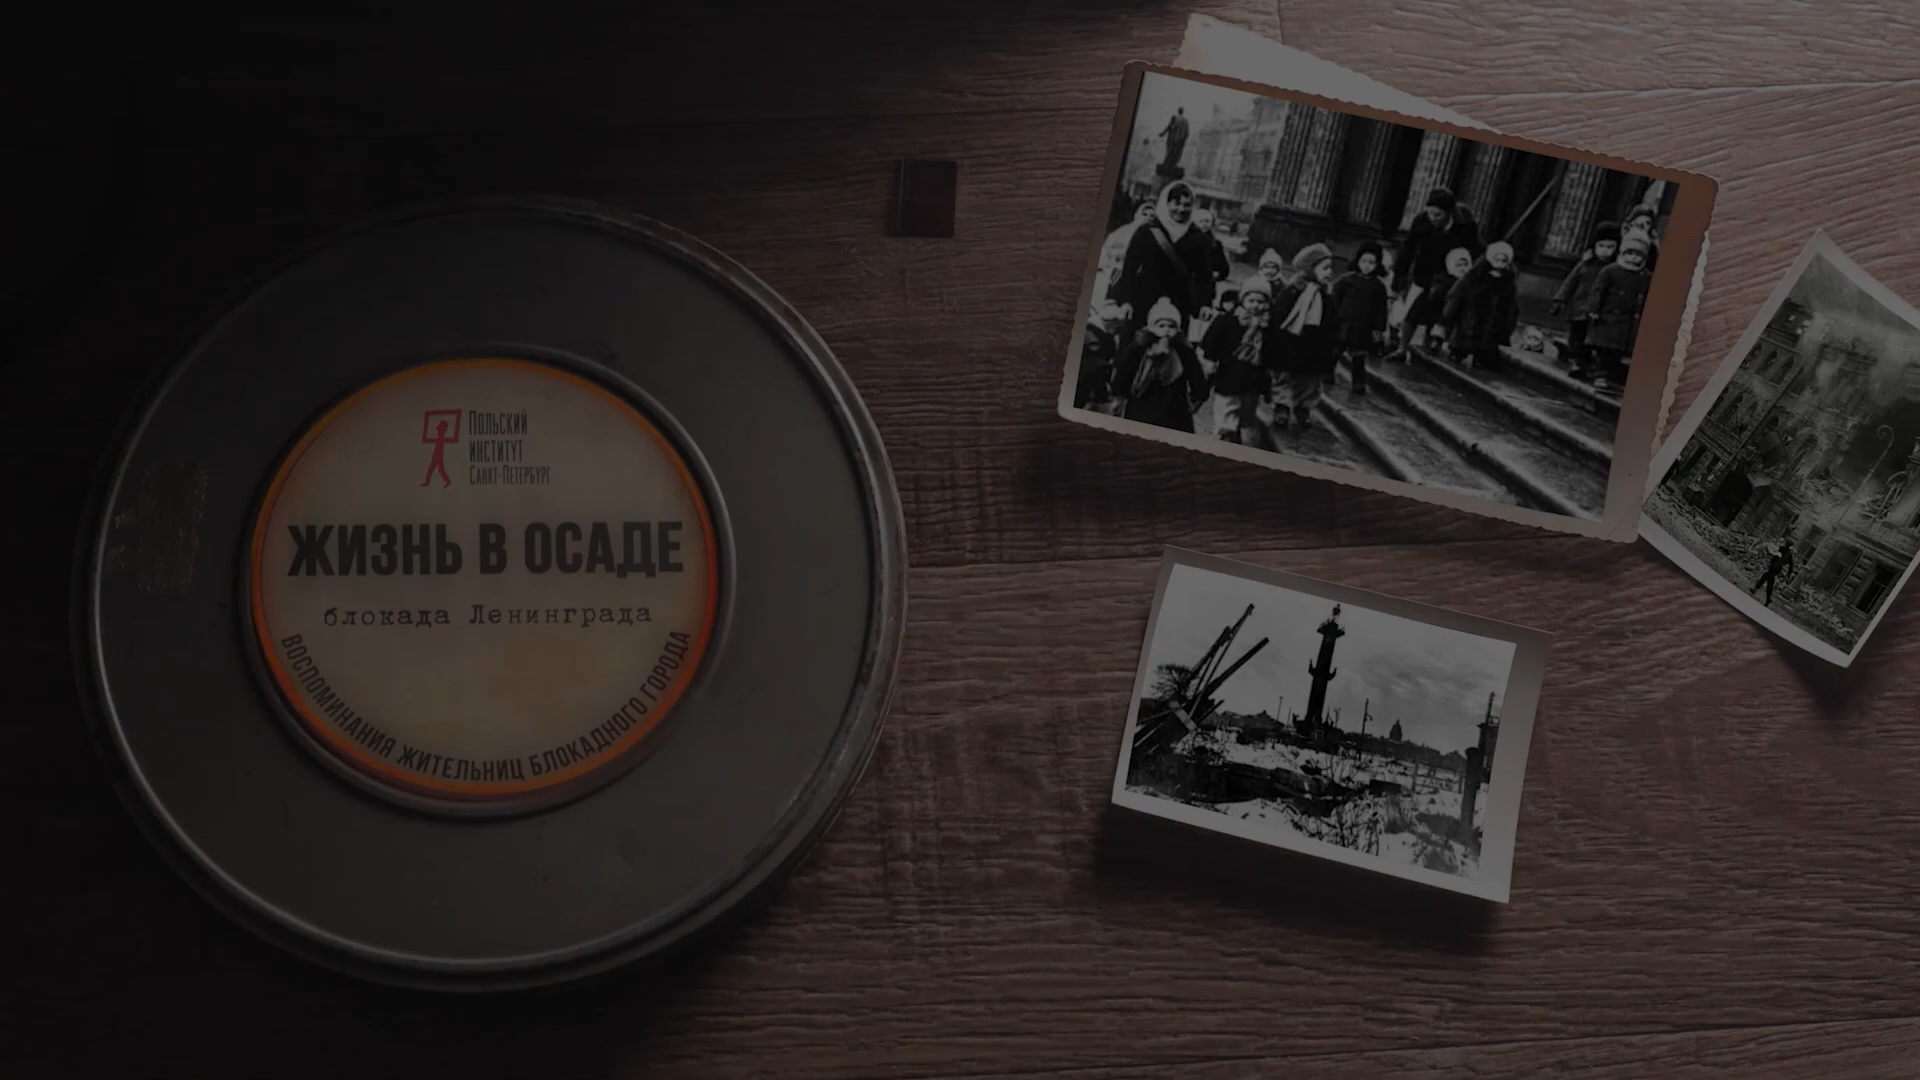 Польский
институт
Санкт-Петербург
ЖИЗНЬ В ОСАДЕ
блокада Ленинграда
ВОСПОМИНАНИЯ ЖИТЕЛЬНИЦ БЛОКАДНОГО ГОРОДА